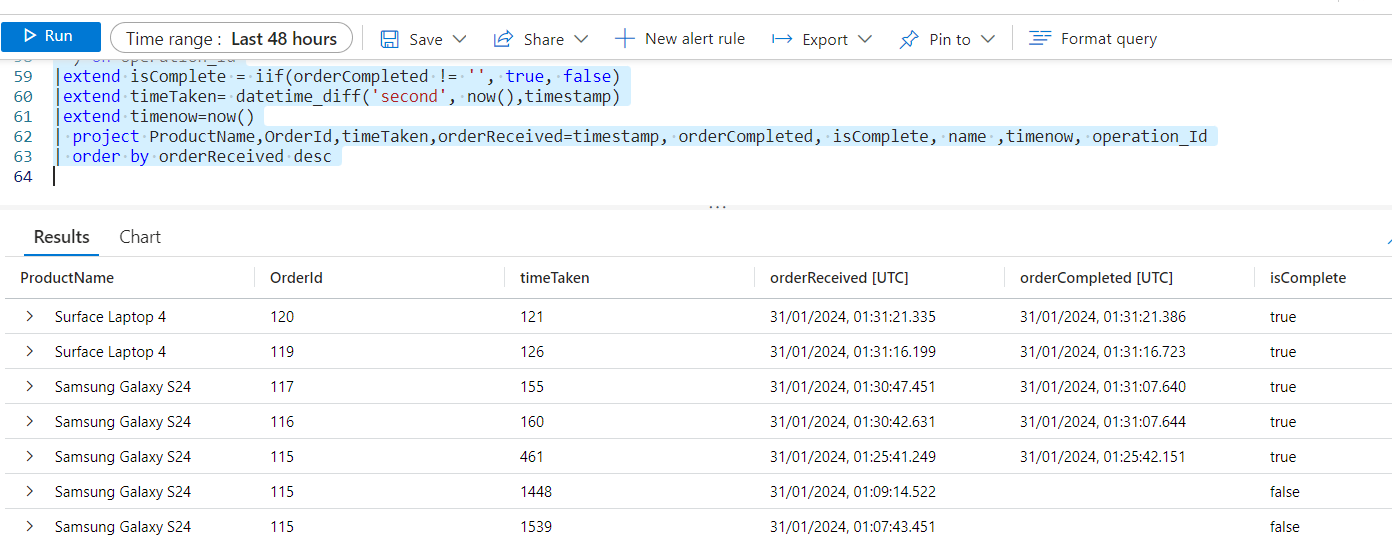 Run Time range : Last 48 hours Save Share New alert rule Export Pin to Format query
58 ) on operation_Id
59 |extend isComplete = iif(orderCompleted != '', true, false)
60 |extend timeTaken= datetime_diff('second', now(),timestamp)
61 |extend timenow=now()
62 | project ProductName,OrderId,timeTaken,orderReceived=timestamp, orderCompleted, isComplete, name ,timenow, operation_Id
63 | order by orderReceived desc
64
...
Results Chart
ProductName OrderId timeTaken orderReceived [UTC] orderCompleted [UTC] isComplete
Surface Laptop 4 120 121 31/01/2024, 01:31:21.335 31/01/2024, 01:31:21.386 true
Surface Laptop 4 119 126 31/01/2024, 01:31:16.199 31/01/2024, 01:31:16.723 true
Samsung Galaxy S24 117 155 31/01/2024, 01:30:47.451 31/01/2024, 01:31:07.640 true
Samsung Galaxy S24 116 160 31/01/2024, 01:30:42.631 31/01/2024, 01:31:07.644 true
Samsung Galaxy S24 115 461 31/01/2024, 01:25:41.249 31/01/2024, 01:25:42.151 true
Samsung Galaxy S24 115 1448 31/01/2024, 01:09:14.522 false
Samsung Galaxy S24 115 1539 31/01/2024, 01:07:43.451 false